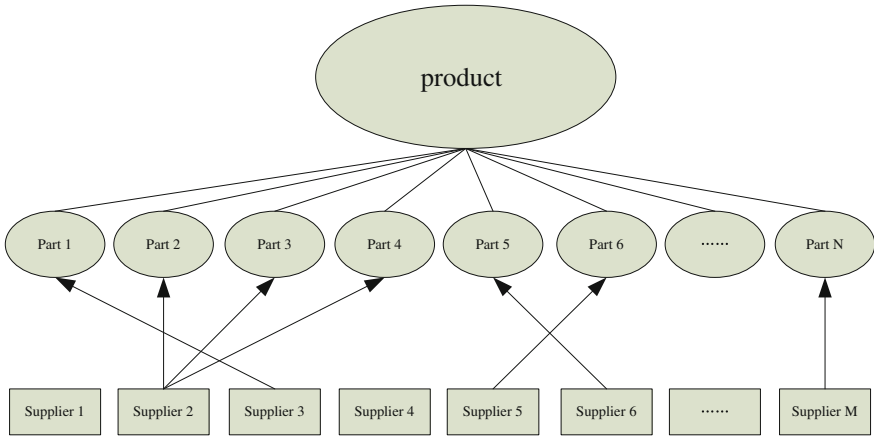 product
Part 1
Part 2
Part 3
Part 4
Part 5
Part 6
······
Part N
Supplier 1
Supplier 2
Supplier 3
Supplier 4
Supplier 5
Supplier 6
······
Supplier M